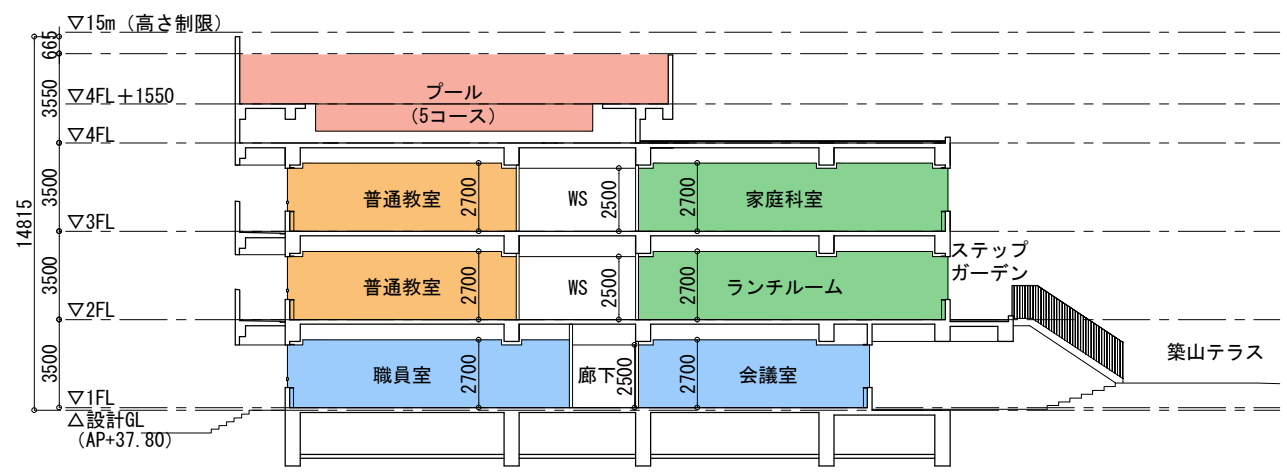 ▽15m(高さ制限)
665
3550
▽4FL+1550
プール
(5コース)
▽4FL
3500
普通教室
2700
WS
2500
2700
家庭科室
14815
▽3FL
ステップ
ガーデン
3500
普通教室
2700
WS
2500
2700
ランチルーム
▽2FL
3500
職員室
2700
廊下
2500
2700
会議室
築山テラス
▽1FL
△設計GL
(AP+37.80)